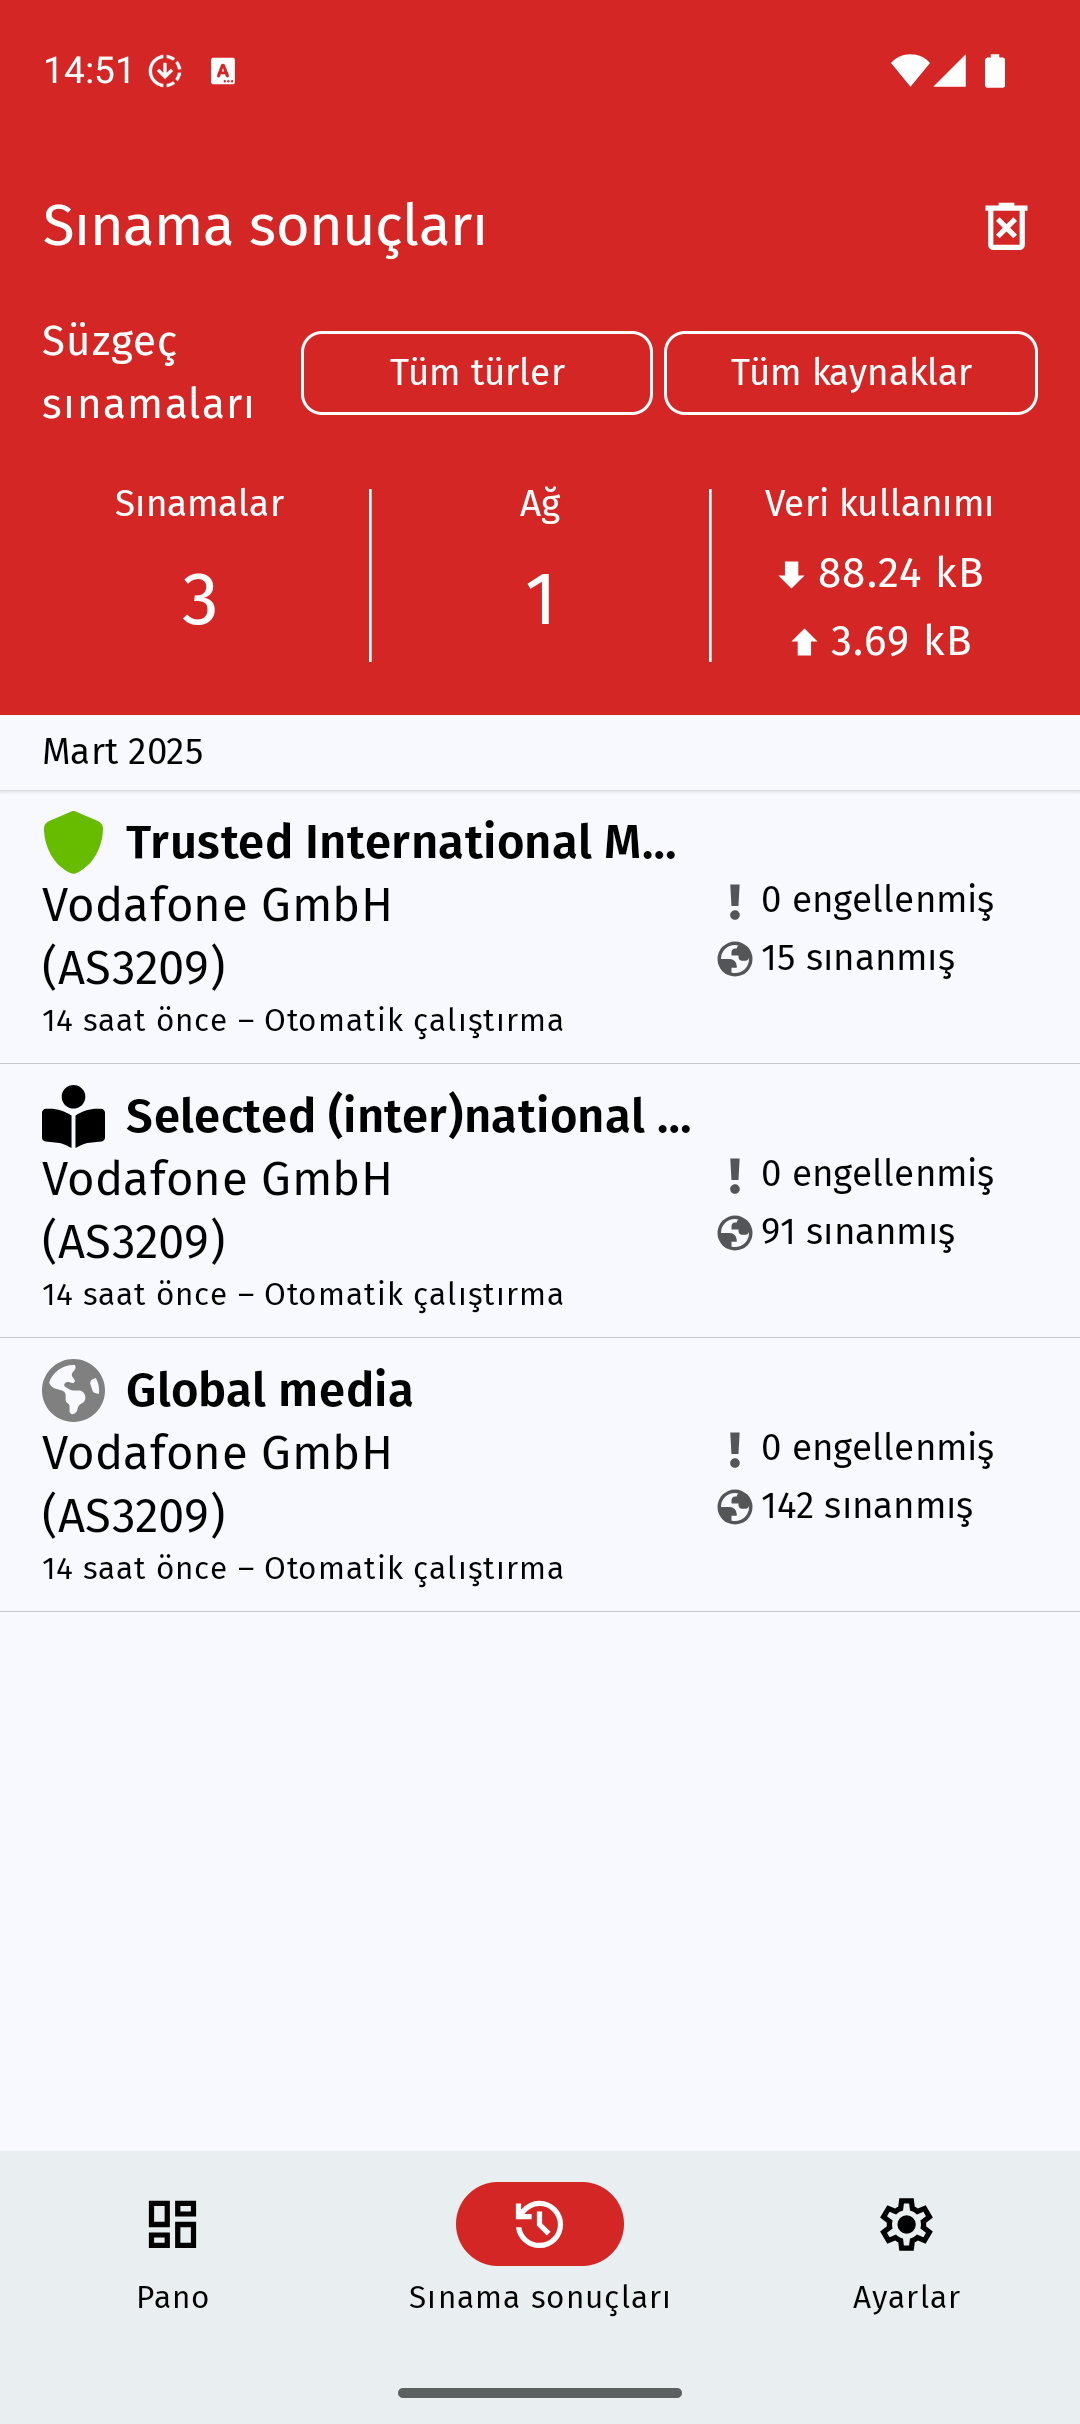 14:51
Sınama sonuçları
Süzgeç
sınamaları
Tüm türler
Tüm kaynaklar
Sınamalar
3
Ağ
1
Veri kullanımı
88.24 kB
3.69 kB
Mart 2025
Trusted International M...
Vodafone GmbH
(AS3209)
0 engellenmiş
15 sınanmış
14 saat önce – Otomatik çalıştırma
Selected (inter)national ...
Vodafone GmbH
(AS3209)
0 engellenmiş
91 sınanmış
14 saat önce – Otomatik çalıştırma
Global media
Vodafone GmbH
(AS3209)
0 engellenmiş
142 sınanmış
14 saat önce – Otomatik çalıştırma
Pano
Sınama sonuçları
Ayarlar